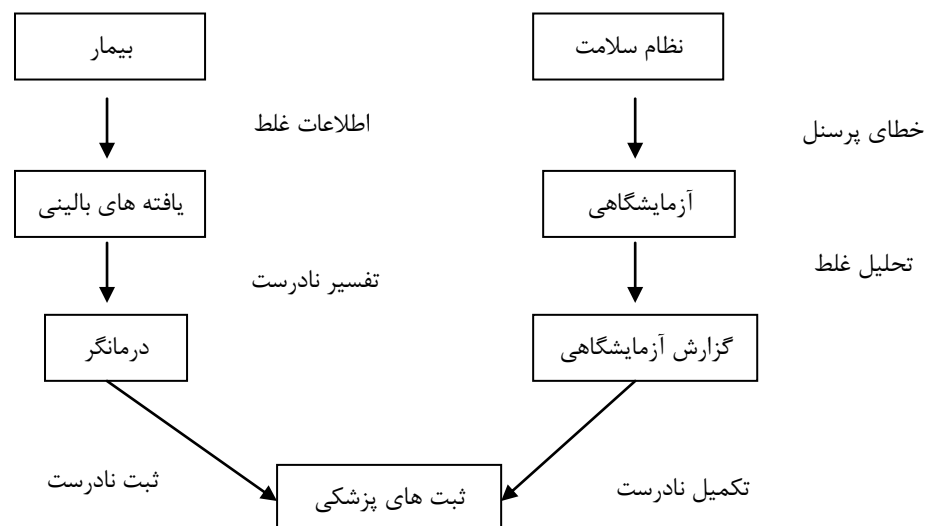 نظام سلامت
بیمار
خطای پرسنل
اطلاعات غلط
آزمایشگاهی
یافته های بالینی
تحلیل غلط
تفسیر نادرست
گزارش آزمایشگاهی
درمانگر
تکمیل نادرست
ثبت نادرست
ثبت های پزشکی